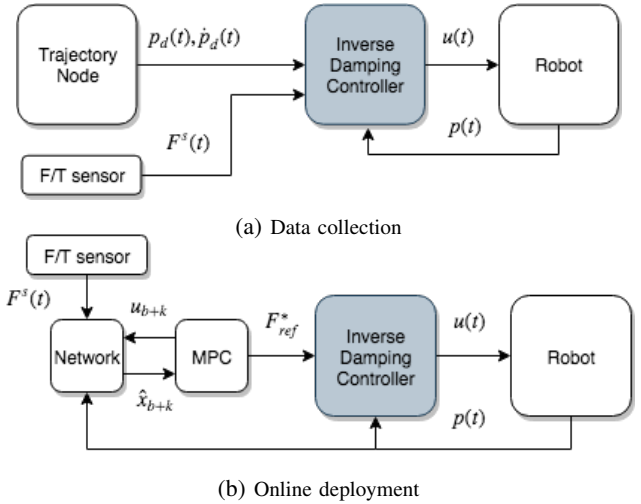 Trajectory
Node
p_d(t), ṗ_d(t)
Inverse
Damping
Controller
u(t)
Robot
F^s(t)
p(t)
F/T sensor
(a) Data collection
F/T sensor
F^s(t)
u_{b+k}
Network
MPC
x̂_{b+k}
F^*_{ref}
Inverse
Damping
Controller
u(t)
Robot
p(t)
(b) Online deployment